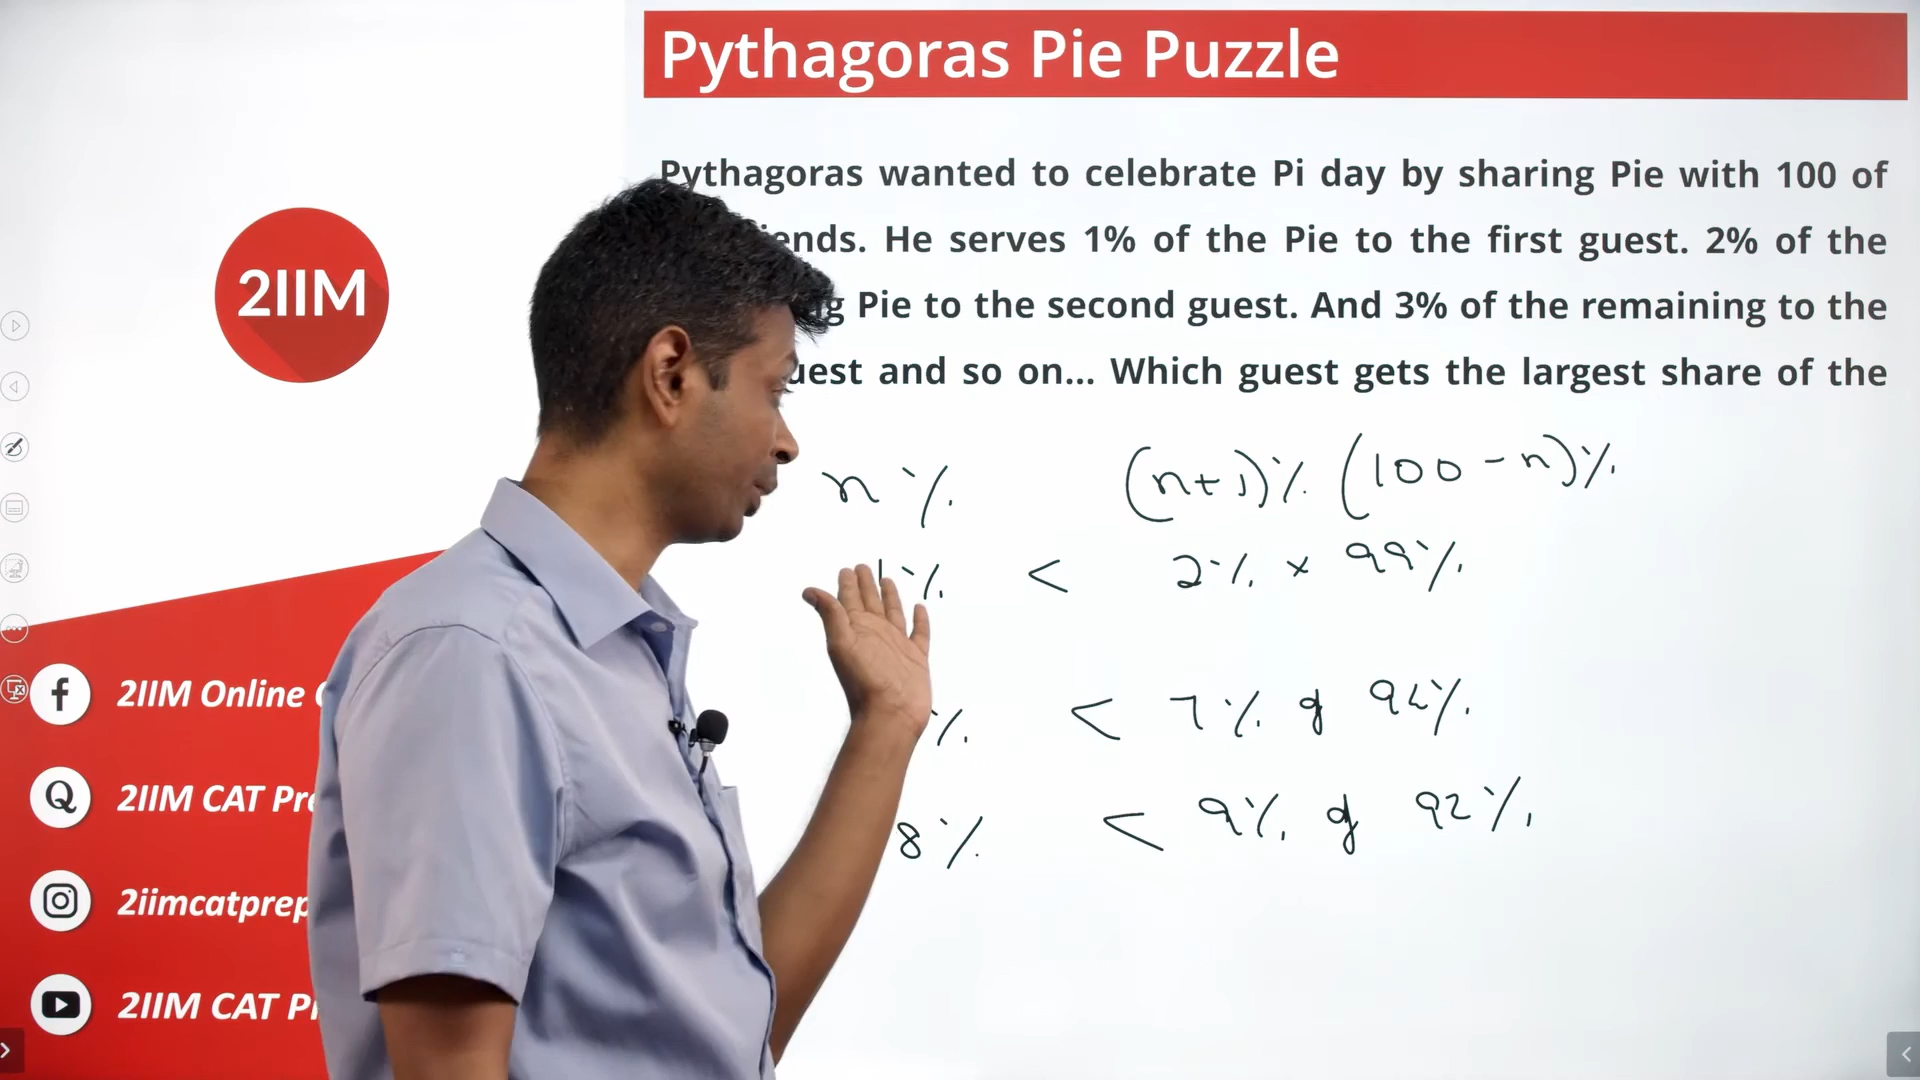 Pythagoras Pie Puzzle
Pythagoras wanted to celebrate Pi day by sharing Pie with 100 of
ends. He serves 1% of the Pie to the first guest. 2% of the
g Pie to the second guest. And 3% of the remaining to the
uest and so on... Which guest gets the largest share of the
2IIM
n % (n+1)% (100 - n)%
1% < 2% x 99%
% < 7% of 94%
8% < 9% of 92%
2IIM Online
2IIM CAT Pre
2iimcatprep
2IIM CAT P